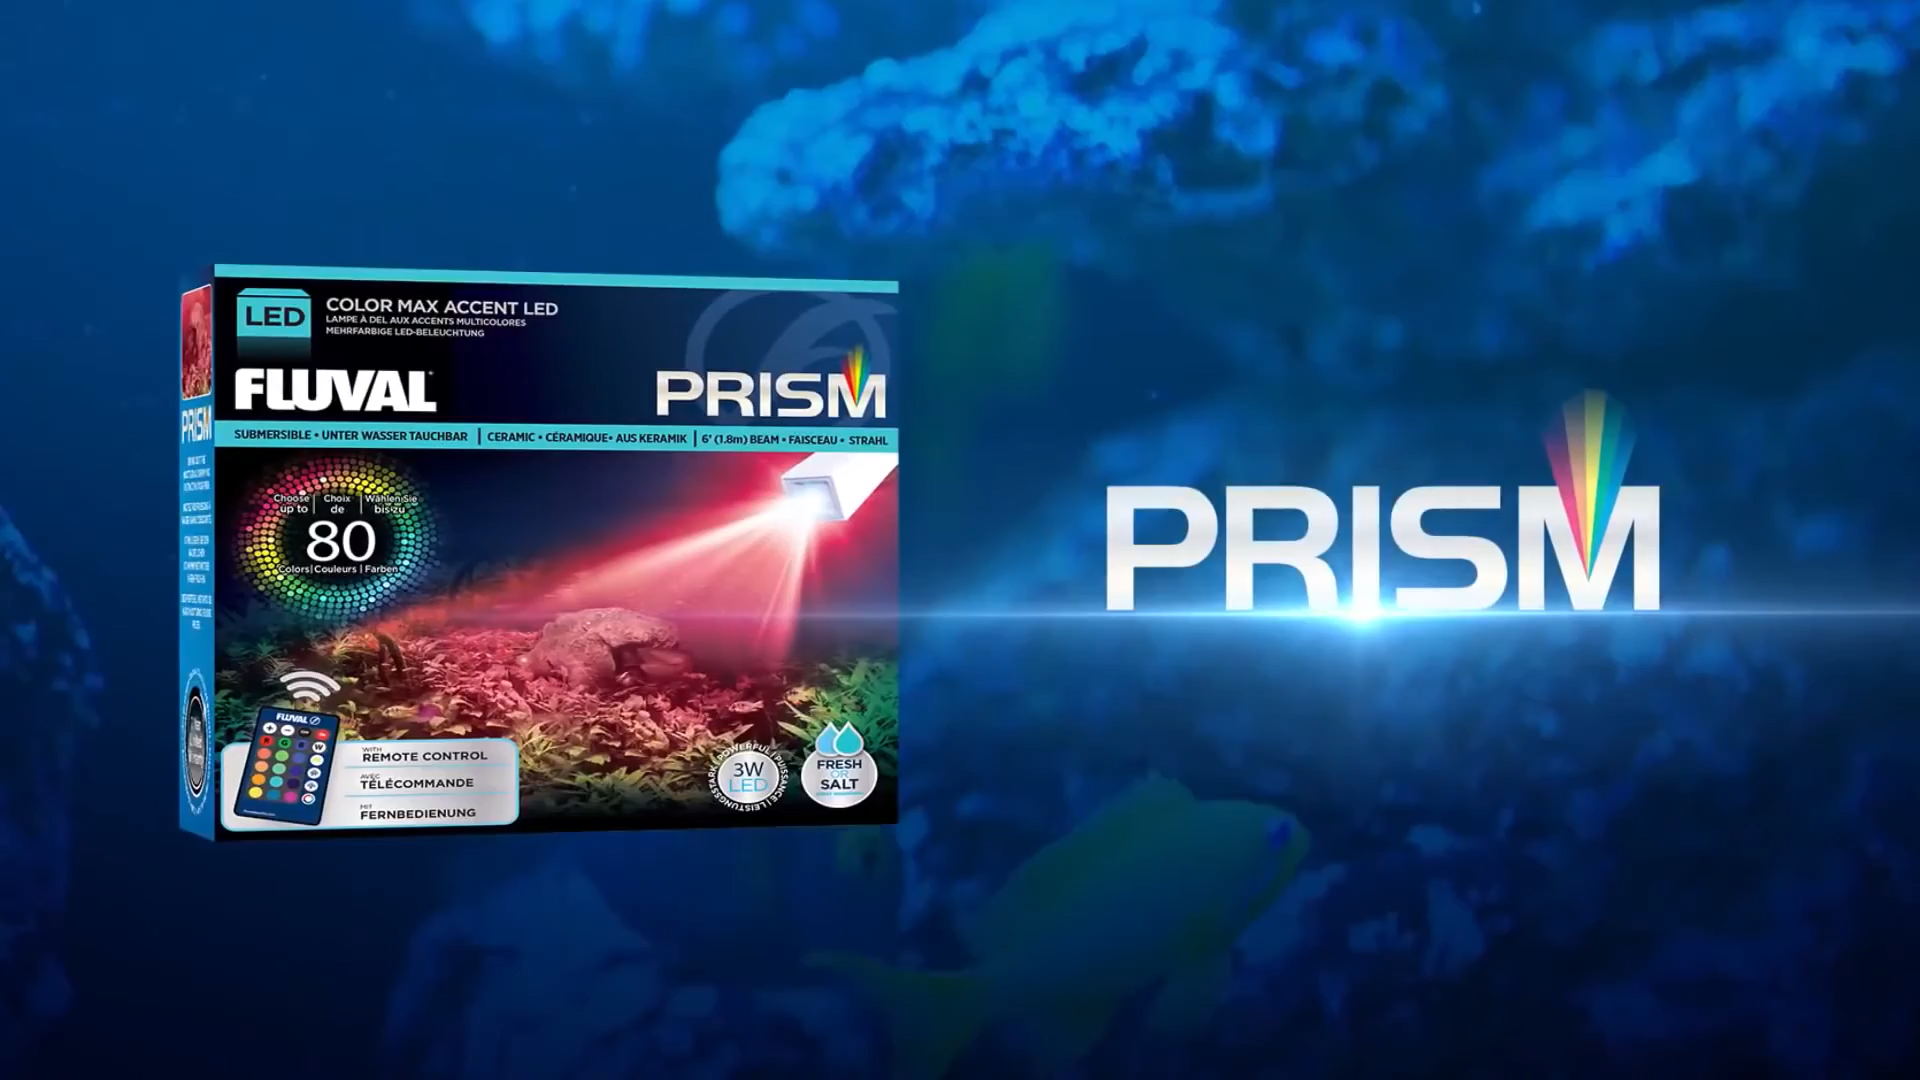 LED
COLOR MAX ACCENT LED
LAMPE À DEL AUX ACCENTS MULTICOLORES
MEHRFARBIGE LED-BELEUCHTUNG
FLUVAL
PRISM
SUBMERSIBLE • UNTER WASSER TAUCHBAR | CERAMIC • CÉRAMIQUE • AUS KERAMIK | 6' (1.8m) BEAM • FAISCEAU • STRAHL
Choose up to | Choix de | Wählen Sie bis zu
80
Colors | Couleurs | Farben
FLUVAL
WITH
REMOTE CONTROL
AVEC
TÉLÉCOMMANDE
MIT
FERNBEDIENUNG
POWERFUL | PUISSANCE | LEISTUNGSSTARK
3W
LED
FRESH
OR
SALT
PRISM
PRISM